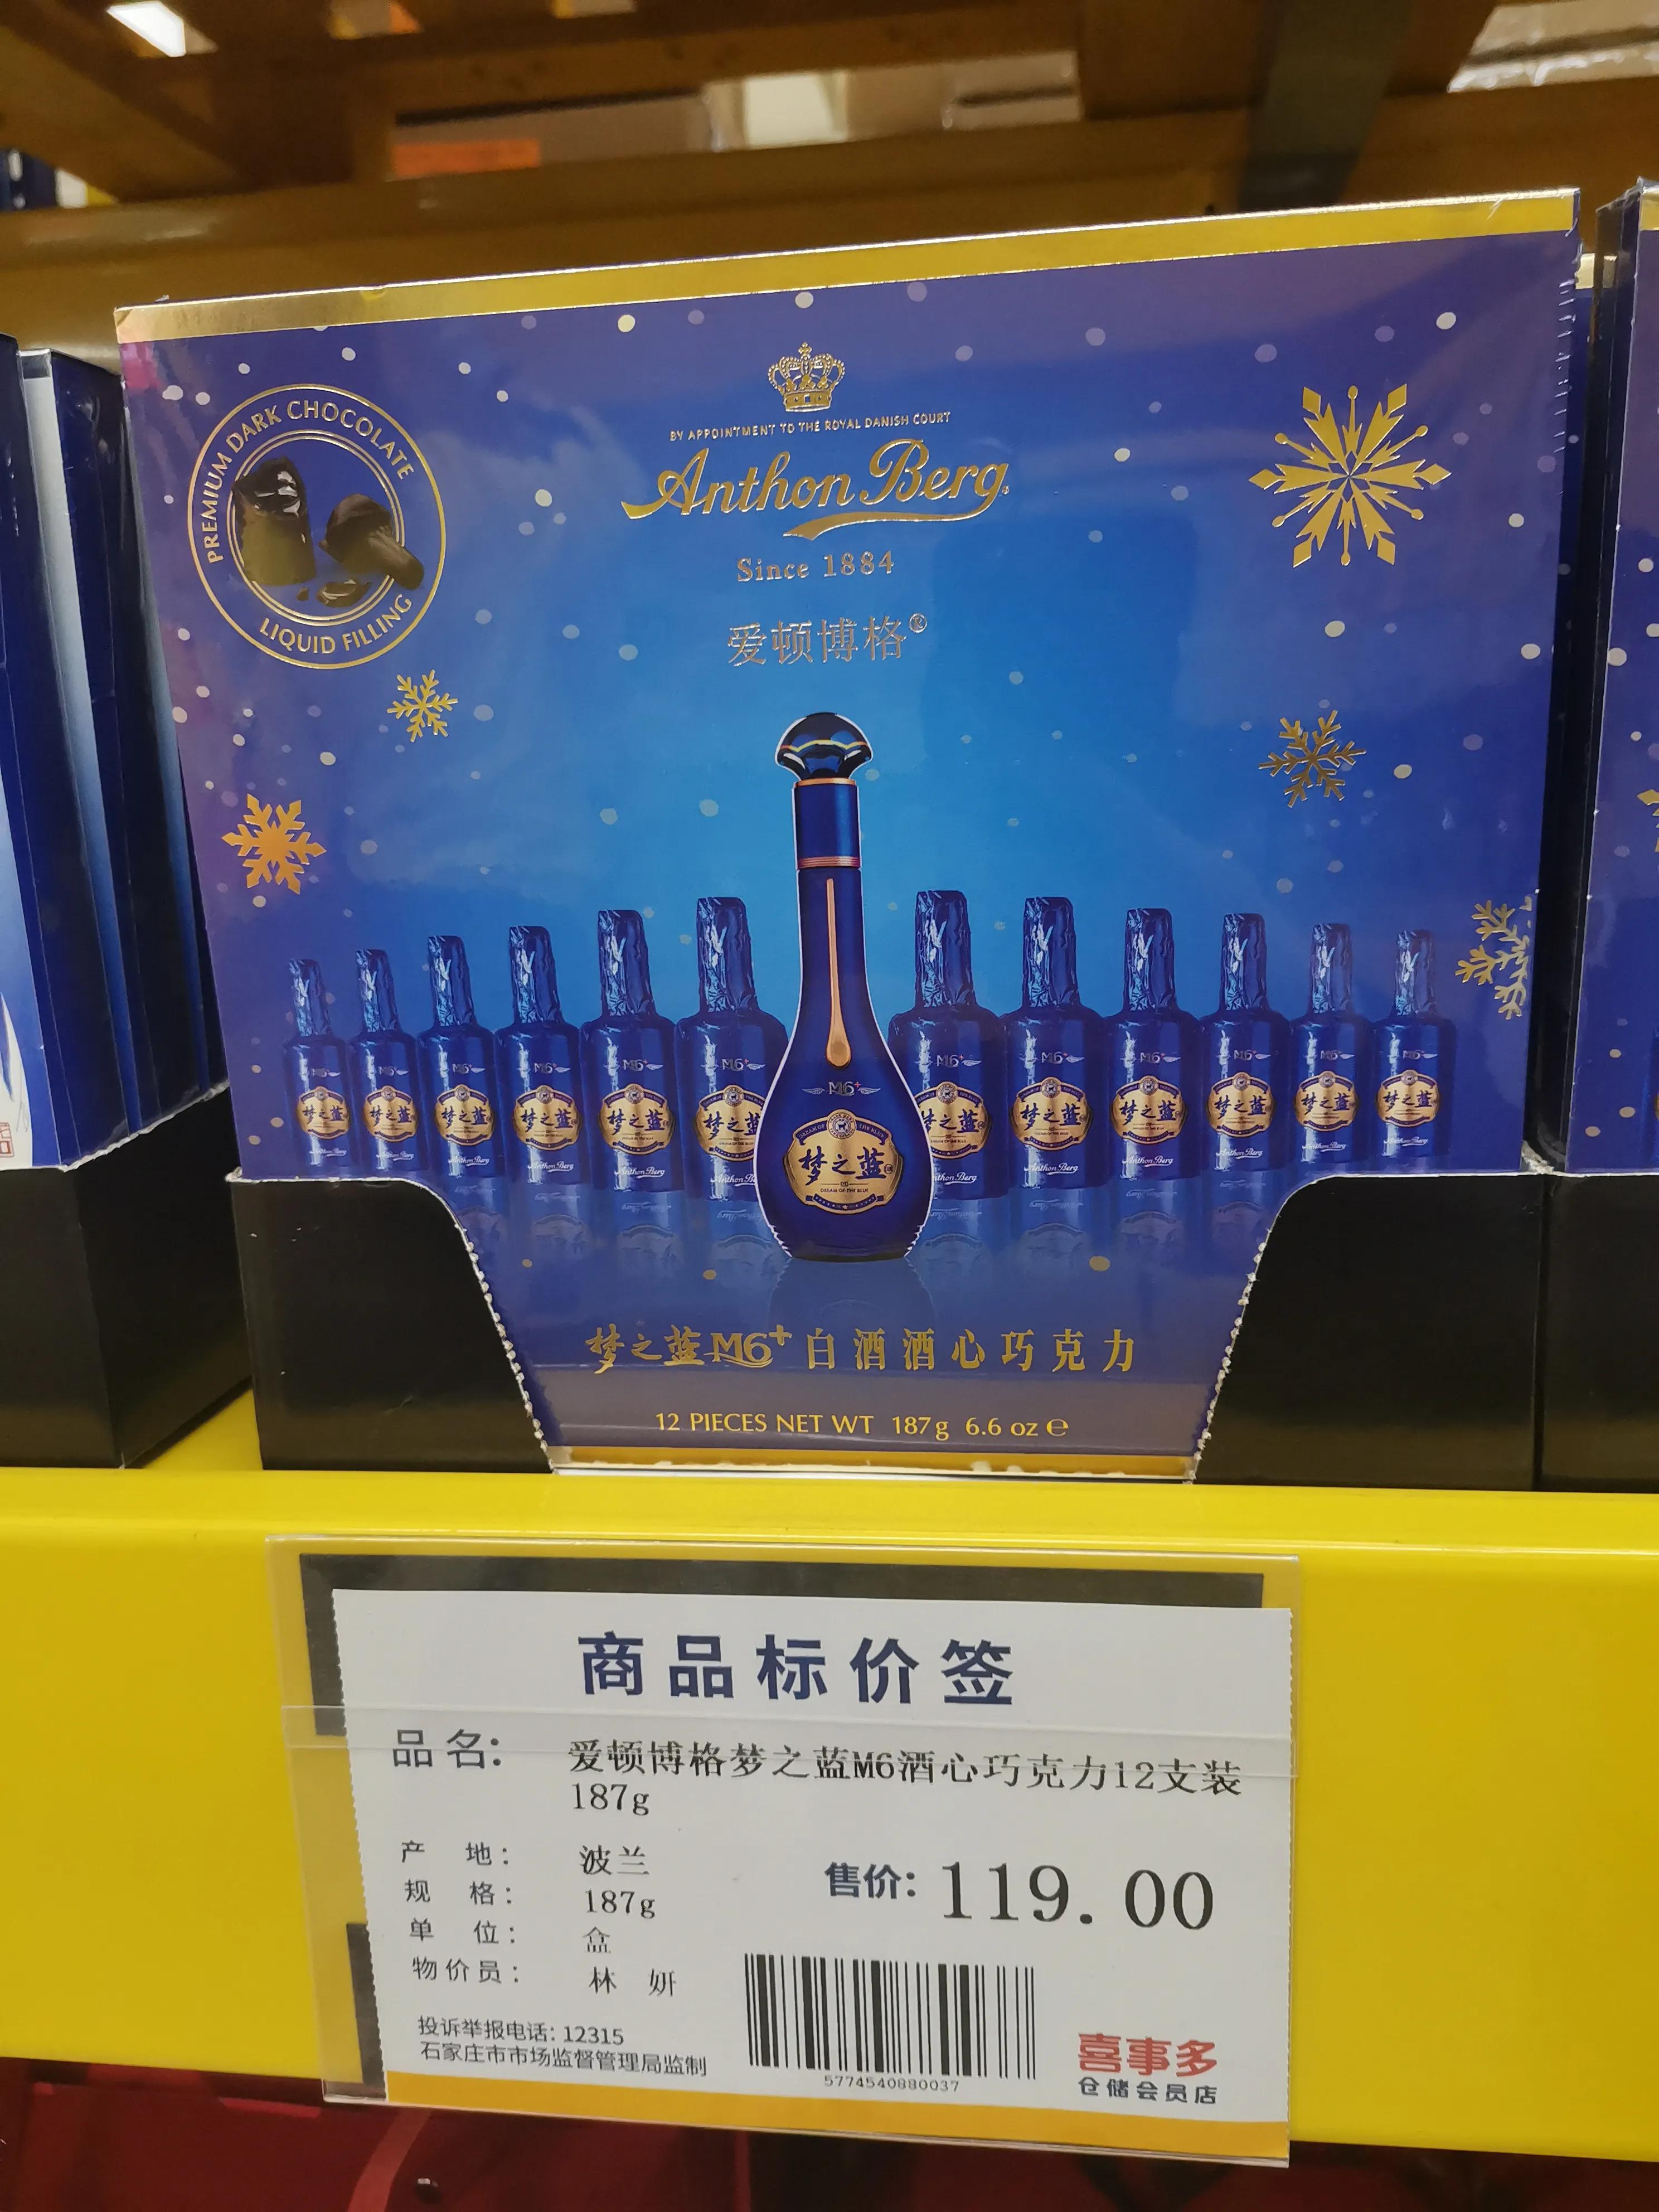 PREMIUM DARK CHOCOLATE
LIQUID FILLING
BY APPOINTMENT TO THE ROYAL DANISH COURT
Anthon Berg
Since 1884
爱顿博格®
M6+
梦之蓝
DREAM OF THE BLUE
梦之蓝M6+白酒酒心巧克力
12 PIECES NET WT 187g 6.6 oz ℮
商品标价签
品名: 爱顿博格梦之蓝M6酒心巧克力12支装
187g
产地: 波兰
规格: 187g
单位: 盒
物价员: 林 妍
售价: 119.00
投诉举报电话: 12315
石家庄市市场监督管理局监制
5774540880037
喜事多
仓储会员店